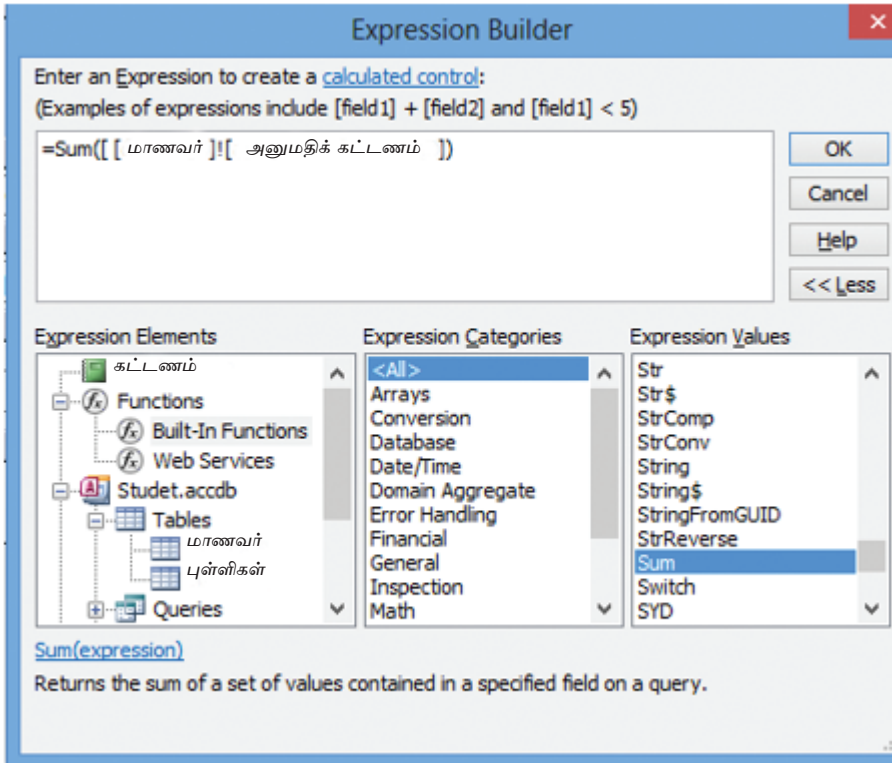 Expression Builder
Enter an Expression to create a calculated control:
(Examples of expressions include [field1] + [field2] and [field1] < 5)
=Sum([ [ மாணவர் ]![ அனுமதிக் கட்டணம் ])
OK
Cancel
Help
<< Less
Expression Elements
கட்டணம்
Functions
Built-In Functions
Web Services
Studet.accdb
Tables
மாணவர்
புள்ளிகள்
Queries
Expression Categories
<All>
Arrays
Conversion
Database
Date/Time
Domain Aggregate
Error Handling
Financial
General
Inspection
Math
Expression Values
Str
Str$
StrComp
StrConv
String
String$
StringFromGUID
StrReverse
Sum
Switch
SYD
Sum(expression)
Returns the sum of a set of values contained in a specified field on a query.